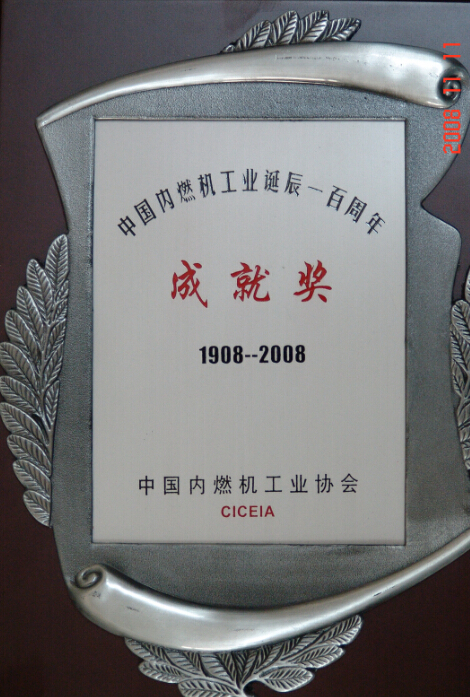 中国内燃机工业诞辰一百周年
成就奖
1908--2008
中国内燃机工业协会
CICEIA
2008 11 11